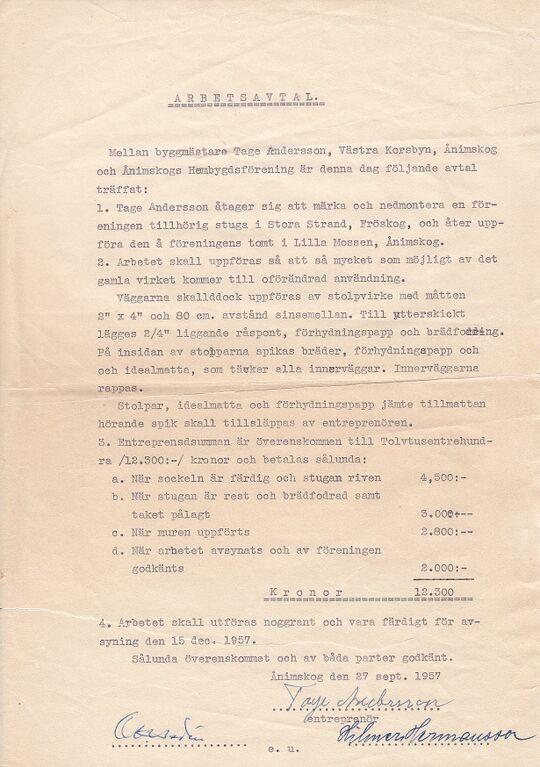 ARBETSAVTAL.
Mellan byggmästare Tage Andersson, Västra Korsbyn, Ånimskog
och Ånimskogs Hembygdsförening är denna dag följande avtal
träffat:
1. Tage Andersson åtager sig att märka och nedmontera en för-
eningen tillhörig stuga i Stora Strand, Fröskog, och åter upp-
föra den å föreningens tomt i Lilla Mossen, Ånimskog.
2. Arbetet skall uppföras så att så mycket som möjligt av det
gamla virket kommer till oförändrad användning.
Väggarna skalldock uppföras av stolpvirke med måtten
2" x 4" och 80 cm. avstånd sinsemellan. Till ytterskickt
lägges 2/4" liggande råspont, förhydningspapp och brädfodring.
På insidan av stolparna spikas bräder, förhydningspapp och
och idealmatta, som täcker alla innerväggar. Innerväggarna
rappas.
Stolpar, idealmatta och förhydningspapp jämte tillmattan
hörande spik skall tillsläppas av entreprenören.
3. Entreprensdsumman är överenskommen till Tolvtusentrehund-
ra /12.300:-/ kronor och betalas sålunda:
a. När sockeln är färdig och stugan riven 4,500:-
b. När stugan är rest och brädfodrad samt
taket pålagt 3.000:--
c. När muren uppförts 2.800:--
d. När arhetet avsynats och av föreningen
godkänts 2.000:--
Kronor 12.300
4. Arbetet skall utföras noggrant och vara färdigt för av-
syning den 15 dec. 1957.
Sålunda överenskommet och av båda parter godkänt.
Ånimskog den 27 sept. 1957
Tage Andersson
entreprenör
Hilmer Hermansson
e. u.